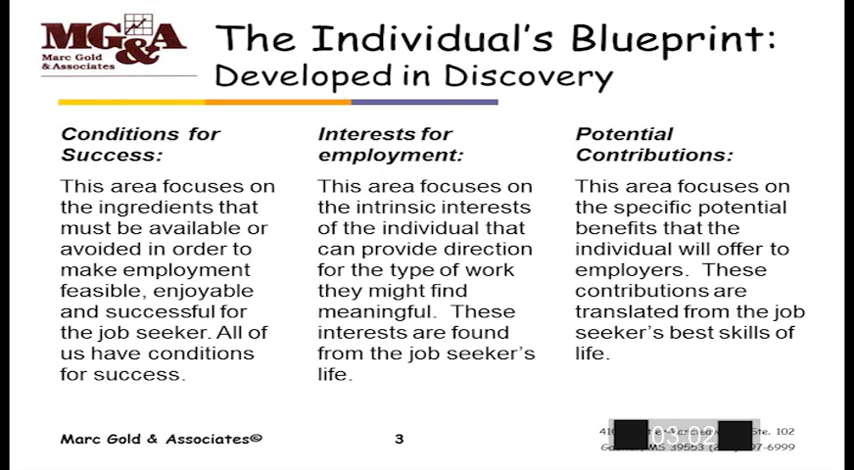 MG&A
Marc Gold
& Associates
The Individual's Blueprint:
Developed in Discovery
Conditions for
Success:
This area focuses on
the ingredients that
must be available or
avoided in order to
make employment
feasible, enjoyable
and successful for
the job seeker. All of
us have conditions
for success.
Interests for
employment:
This area focuses on
the intrinsic interests
of the individual that
can provide direction
for the type of work
they might find
meaningful.  These
interests are found
from the job seeker's
life.
Potential
Contributions:
This area focuses on
the specific potential
benefits that the
individual will offer to
employers.  These
contributions are
translated from the job
seeker's best skills of
life.
Marc Gold & Associates©
3
Ste. 102
MS 39553
-6999
03:02